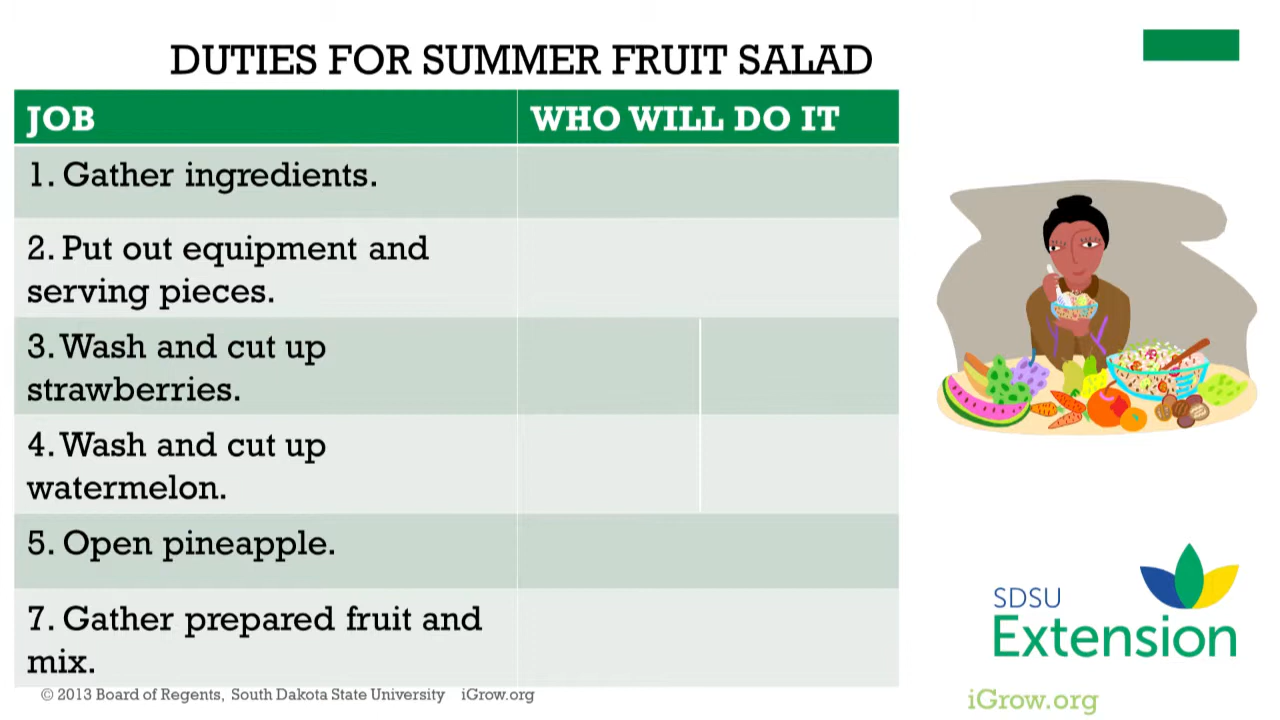 DUTIES FOR SUMMER FRUIT SALAD
JOB
WHO WILL DO IT
1. Gather ingredients.
2. Put out equipment and
serving pieces.
3. Wash and cut up
strawberries.
4. Wash and cut up
watermelon.
5. Open pineapple.
7. Gather prepared fruit and
mix.
© 2013 Board of Regents, South Dakota State University iGrow.org
SDSU
Extension
iGrow.org